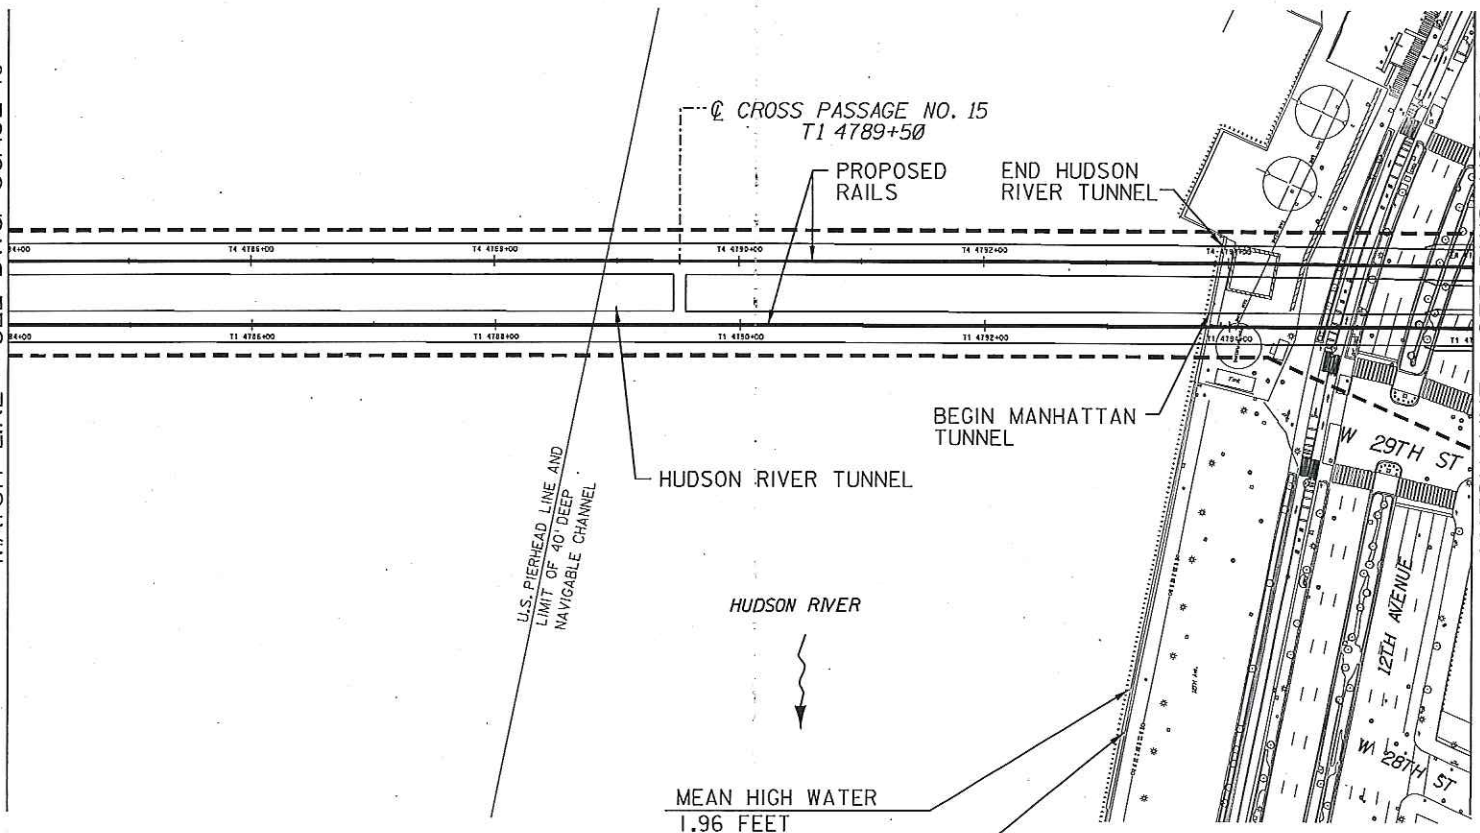 ℄ CROSS PASSAGE NO. 15
T1 4789+50
PROPOSED
RAILS
END HUDSON
RIVER TUNNEL
T4 4786+00
T4 4788+00
T4 4790+00
T4 4792+00
T1 4786+00
T1 4788+00
T1 4790+00
T1 4792+00
BEGIN MANHATTAN
TUNNEL
HUDSON RIVER TUNNEL
U.S. PIERHEAD LINE AND
LIMIT OF 40' DEEP
NAVIGABLE CHANNEL
HUDSON RIVER
W 29TH ST
12TH AVENUE
W 28TH ST
MEAN HIGH WATER
1.96 FEET